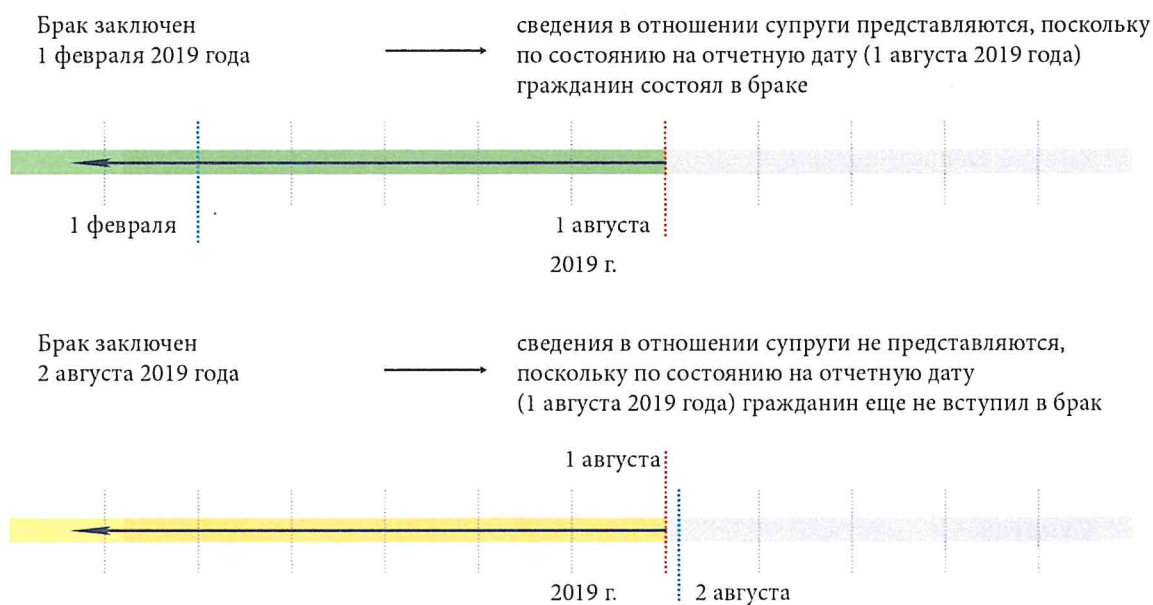 Брак заключен
1 февраля 2019 года
сведения в отношении супруги представляются, поскольку
по состоянию на отчетную дату (1 августа 2019 года)
гражданин состоял в браке
1 февраля
1 августа
2019 г.
Брак заключен
2 августа 2019 года
сведения в отношении супруги не представляются,
поскольку по состоянию на отчетную дату
(1 августа 2019 года) гражданин еще не вступил в брак
1 августа
2019 г.
2 августа